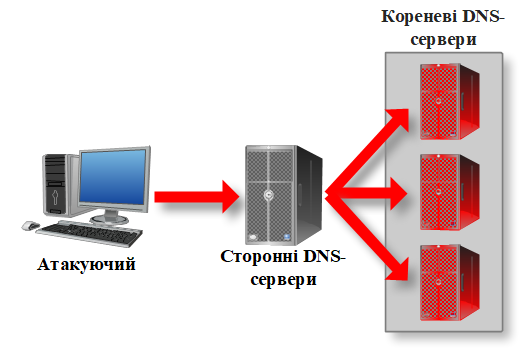 Кореневі DNS-
сервери
Атакуючий
Сторонні DNS-
сервери